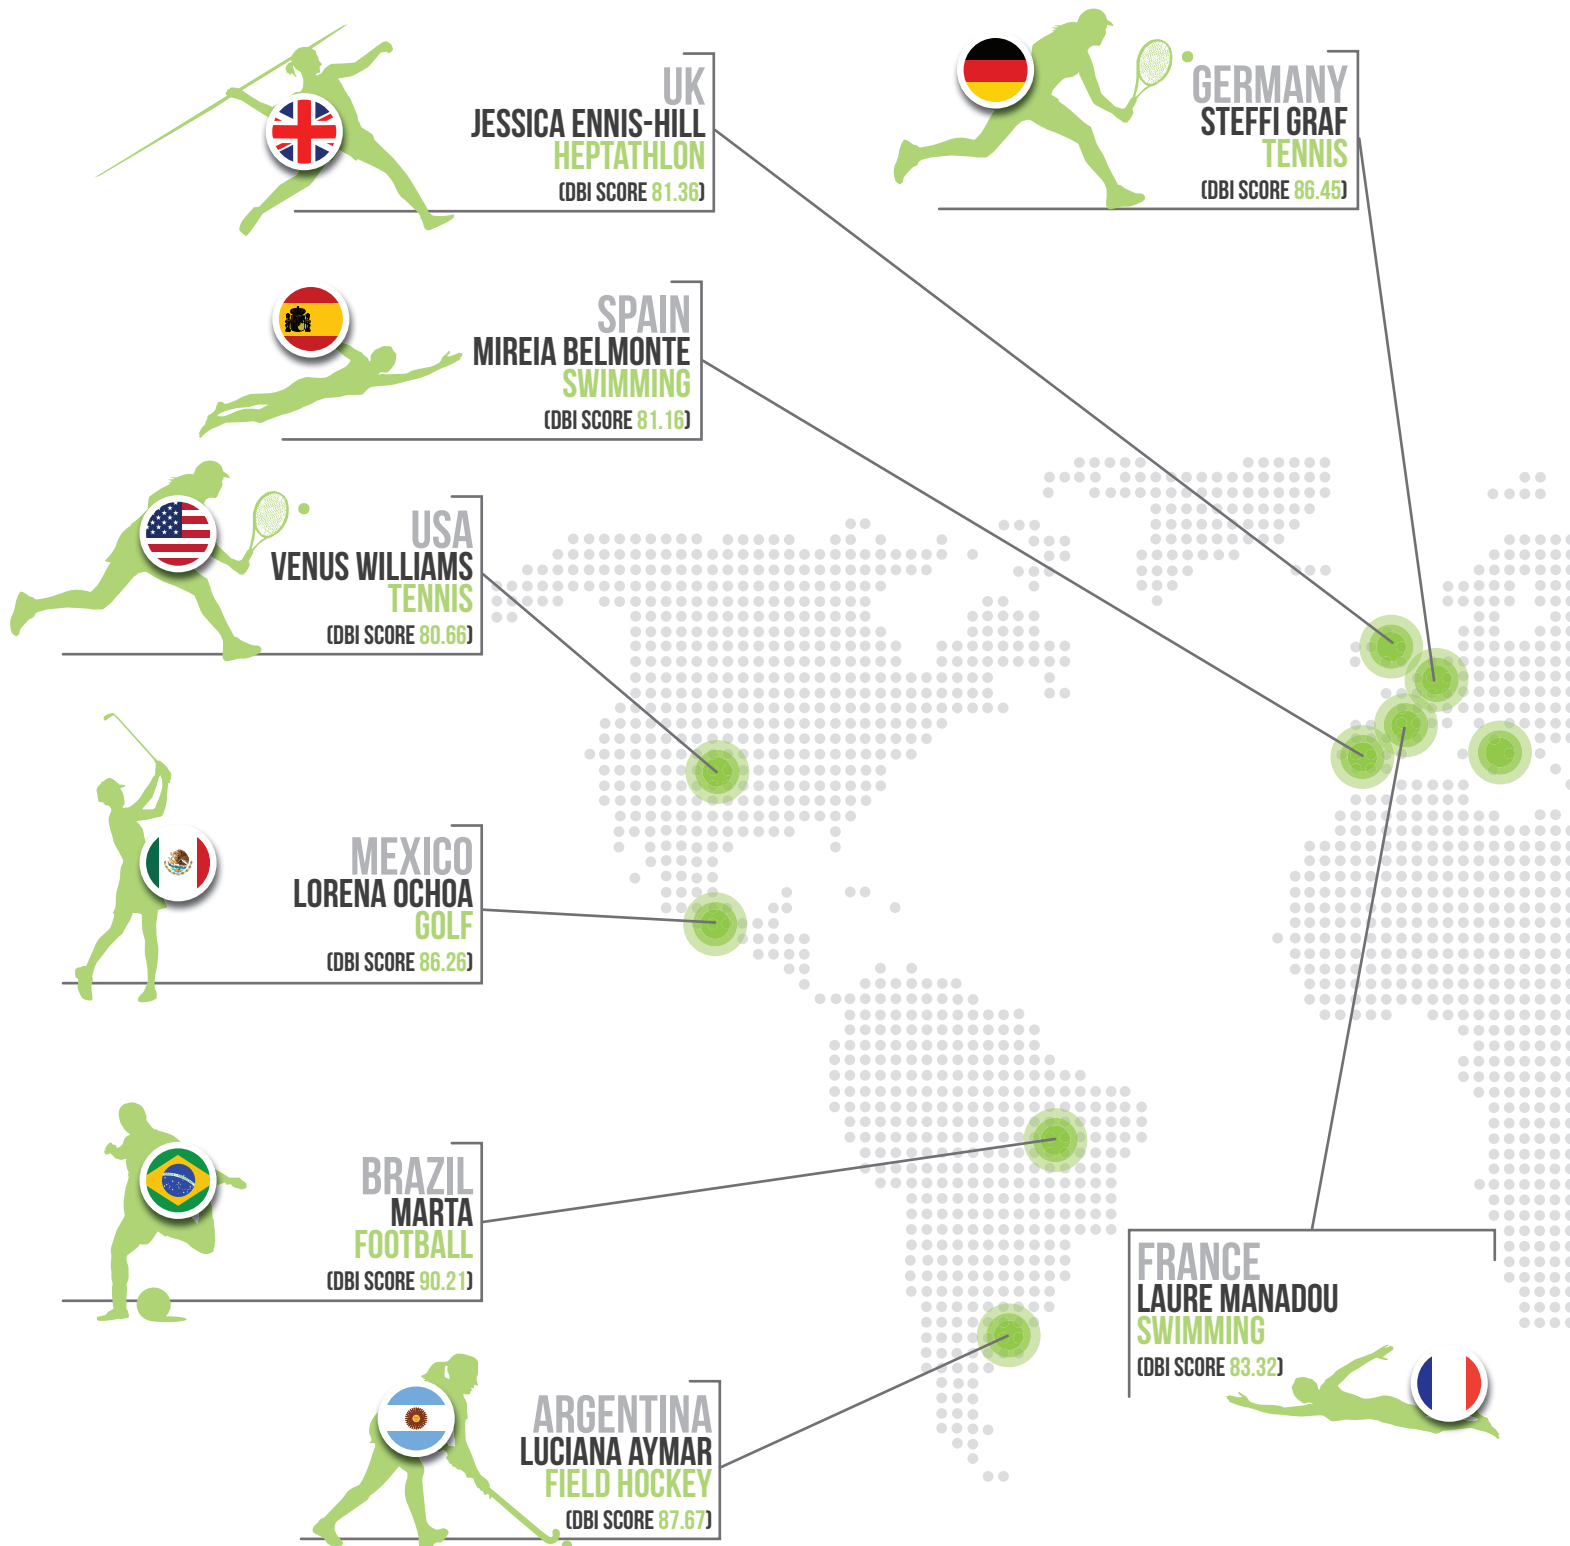 UK
JESSICA ENNIS-HILL
HEPTATHLON
(DBI SCORE 81.36)
GERMANY
STEFFI GRAF
TENNIS
(DBI SCORE 86.45)
SPAIN
MIREIA BELMONTE
SWIMMING
(DBI SCORE 81.16)
USA
VENUS WILLIAMS
TENNIS
(DBI SCORE 80.66)
MEXICO
LORENA OCHOA
GOLF
(DBI SCORE 86.26)
BRAZIL
MARTA
FOOTBALL
(DBI SCORE 90.21)
FRANCE
LAURE MANADOU
SWIMMING
(DBI SCORE 83.32)
ARGENTINA
LUCIANA AYMAR
FIELD HOCKEY
(DBI SCORE 87.67)